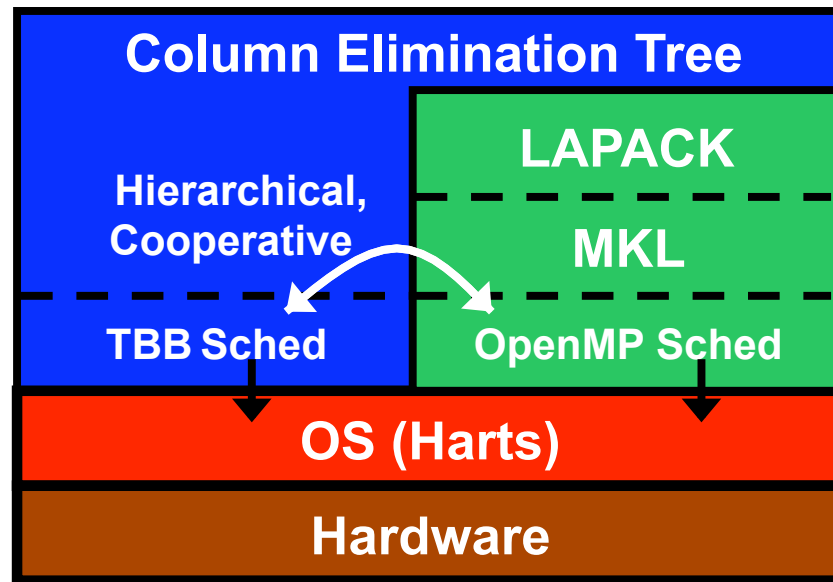 Column Elimination Tree
LAPACK
Hierarchical,
Cooperative
MKL
TBB Sched
OpenMP Sched
OS (Harts)
Hardware